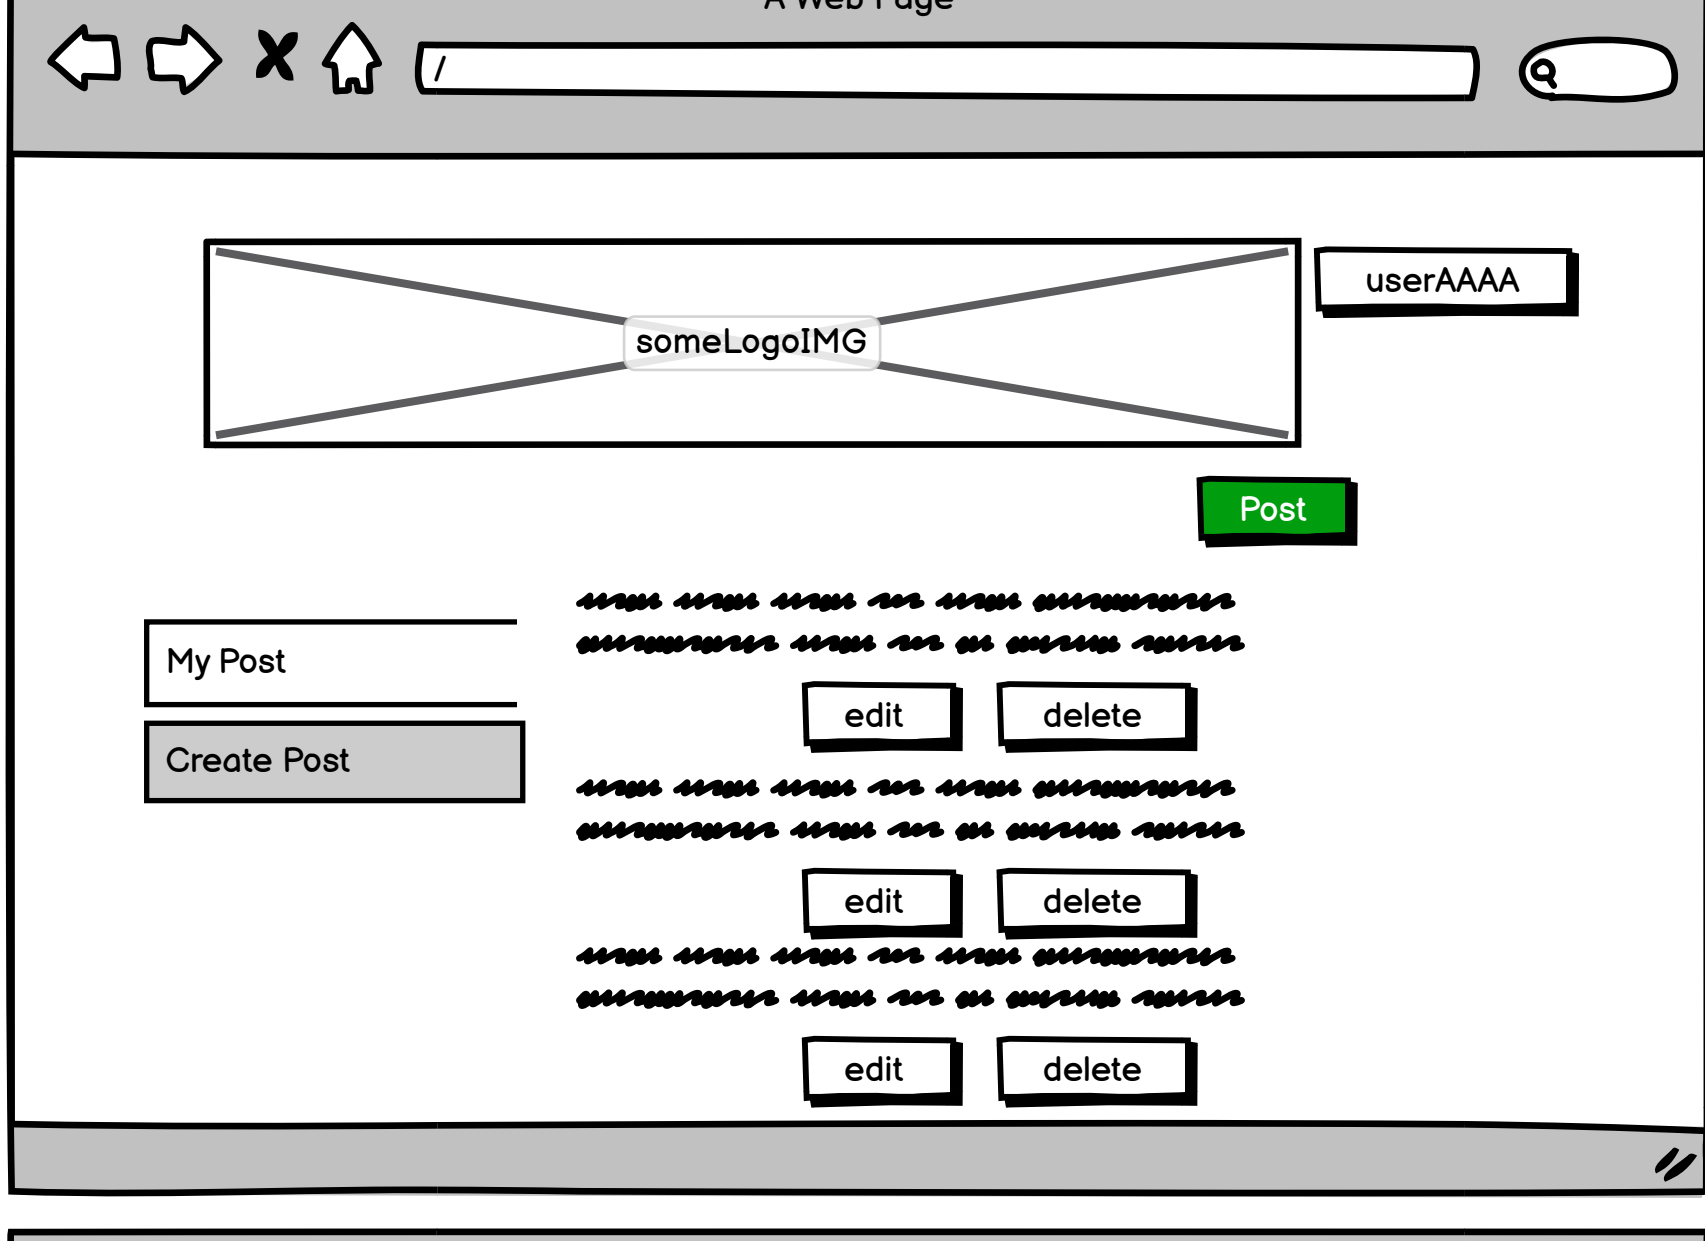 A Web Page
/
someLogoIMG
userAAAA
Post
My Post
Create Post
edit
delete
edit
delete
edit
delete